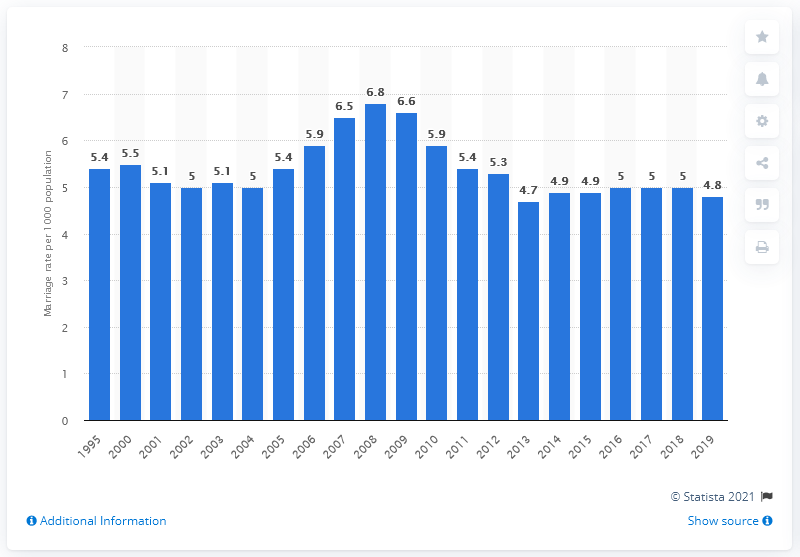 8
7
6
5
4
3
2
1
0
Marriage rate per 1 000 population
5.4 5.5 5.1 5 5.1 5 5.4 5.9 6.5 6.8 6.6 5.9 5.4 5.3 4.7 4.9 4.9 5 5 5 4.8
1995 2000 2001 2002 2003 2004 2005 2006 2007 2008 2009 2010 2011 2012 2013 2014 2015 2016 2017 2018 2019
© Statista 2021
Additional Information
Show source